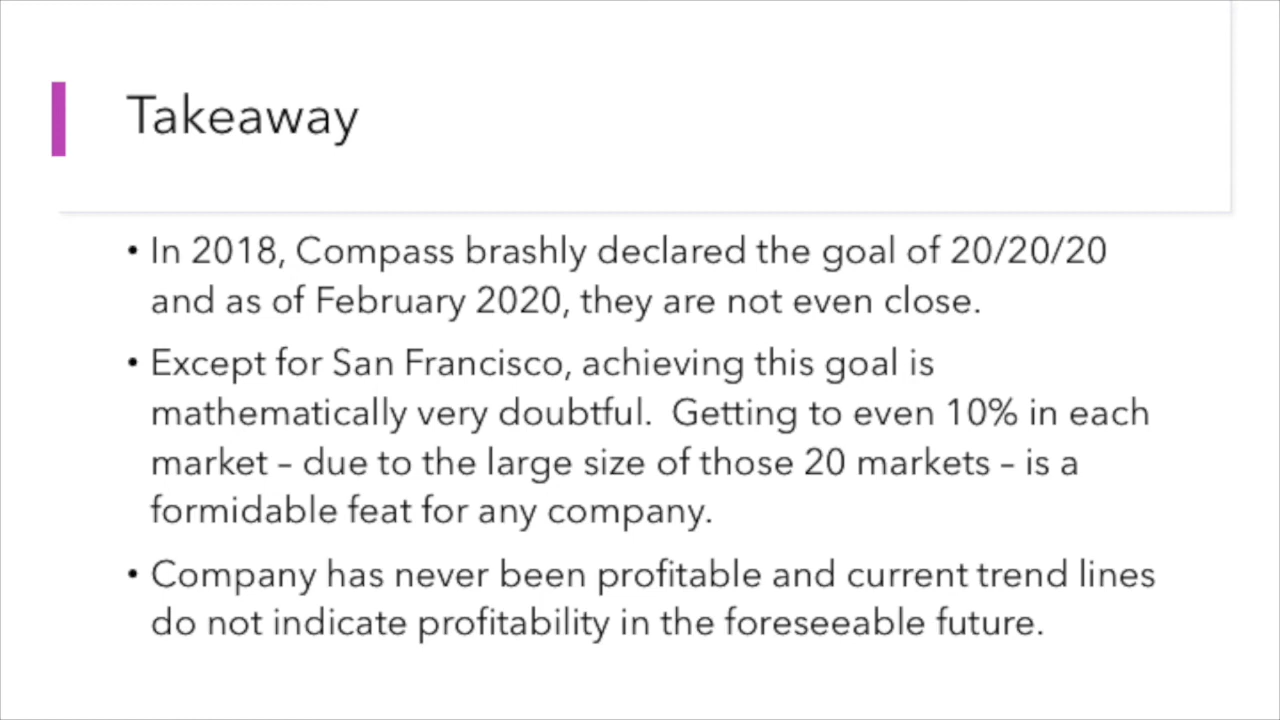 Takeaway
• In 2018, Compass brashly declared the goal of 20/20/20
and as of February 2020, they are not even close.
• Except for San Francisco, achieving this goal is
mathematically very doubtful.  Getting to even 10% in each
market – due to the large size of those 20 markets – is a
formidable feat for any company.
• Company has never been profitable and current trend lines
do not indicate profitability in the foreseeable future.